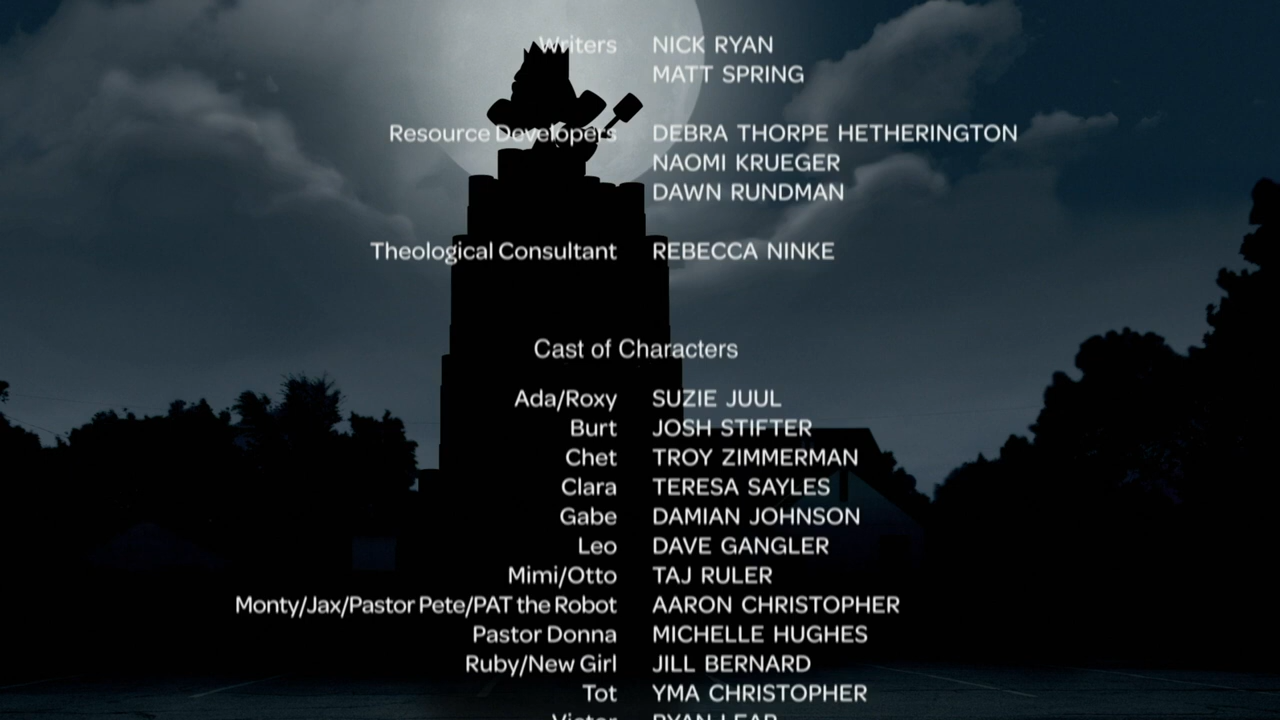 Writers NICK RYAN
MATT SPRING
Resource Developers DEBRA THORPE HETHERINGTON
NAOMI KRUEGER
DAWN RUNDMAN
Theological Consultant REBECCA NINKE
Cast of Characters
Ada/Roxy SUZIE JUUL
Burt JOSH STIFTER
Chet TROY ZIMMERMAN
Clara TERESA SAYLES
Gabe DAMIAN JOHNSON
Leo DAVE GANGLER
Mimi/Otto TAJ RULER
Monty/Jax/Pastor Pete/PAT the Robot AARON CHRISTOPHER
Pastor Donna MICHELLE HUGHES
Ruby/New Girl JILL BERNARD
Tot YMA CHRISTOPHER